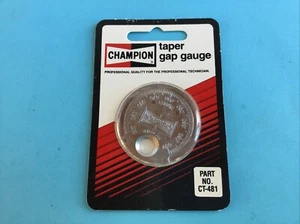 CHAMPION
taper
gap gauge
PROFESSIONAL QUALITY FOR THE PROFESSIONAL TECHNICIAN.
PART
NO.
CT-481